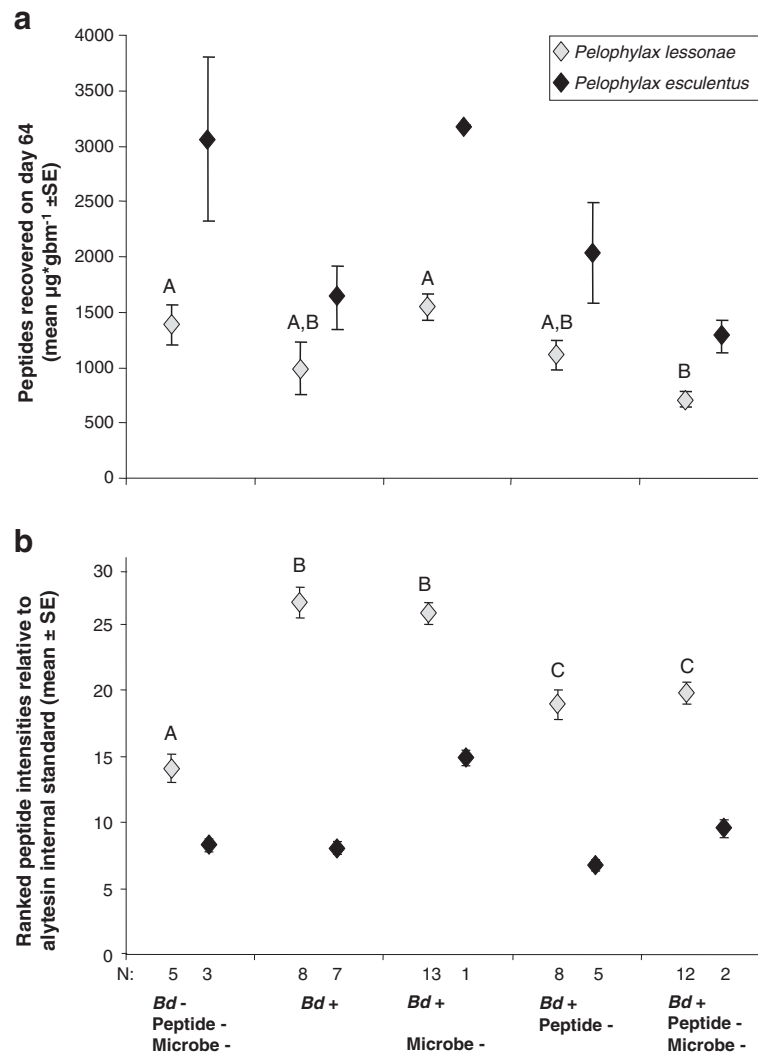 a
Pelophylax lessonae
Pelophylax esculentus
Peptides recovered on day 64
(mean µg*gbm⁻¹ ±SE)
4000
3500
3000
2500
2000
1500
1000
500
0
A
A,B
A
A,B
B
b
Ranked peptide intensities relative to
alytesin internal standard (mean ± SE)
30
25
20
15
10
5
0
A
B
B
C
C
N: 5 3 8 7 13 1 8 5 12 2
Bd - Bd + Bd + Bd + Bd +
Peptide - Peptide - Peptide -
Microbe - Microbe - Microbe -